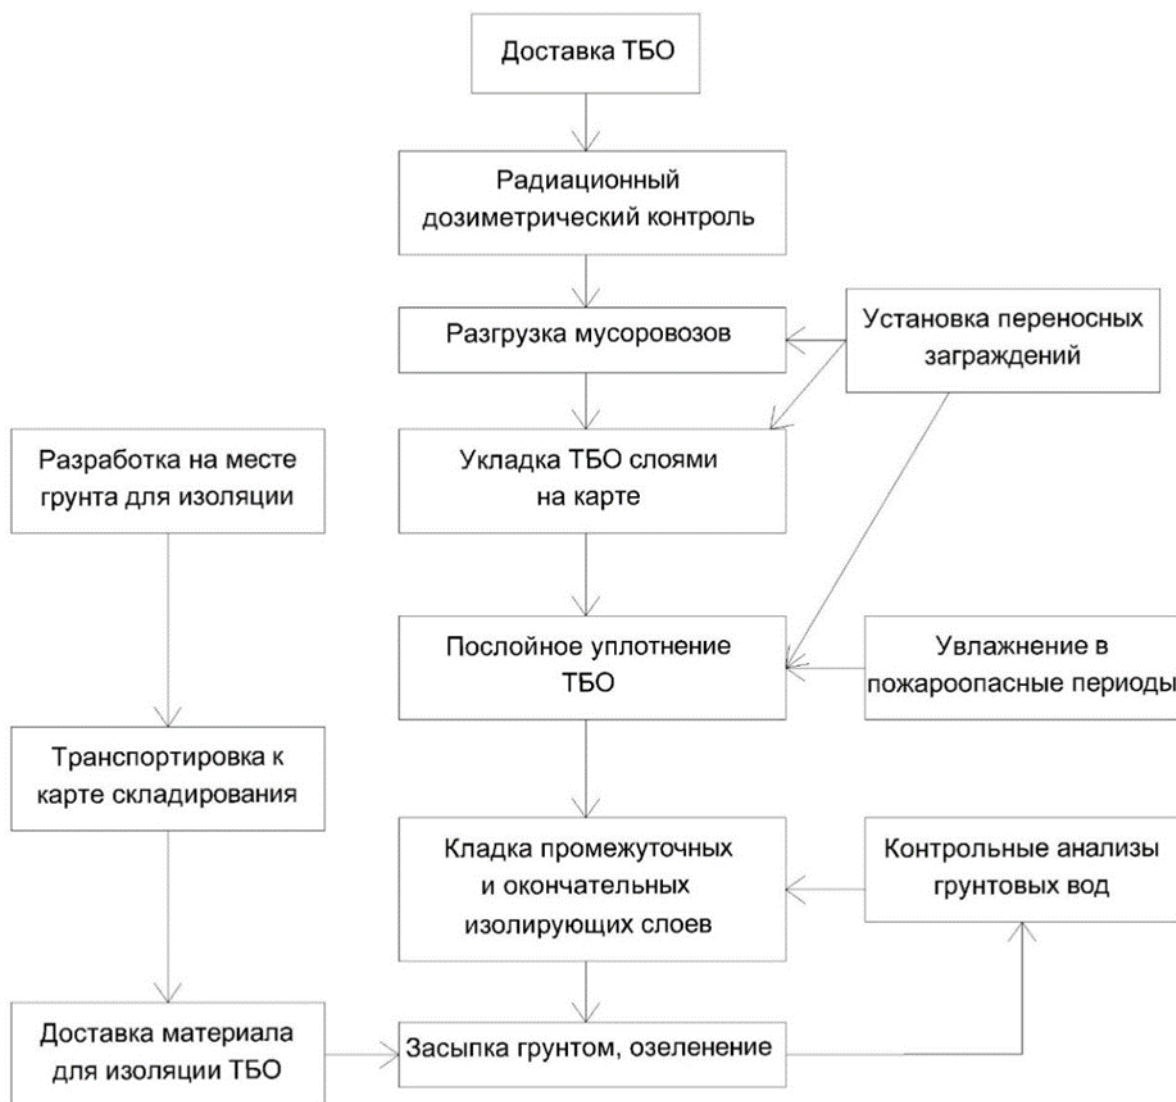 Доставка ТБО
Радиационный
дозиметрический контроль
Разгрузка мусоровозов
Установка переносных
заграждений
Разработка на месте
грунта для изоляции
Укладка ТБО слоями
на карте
Послойное уплотнение
ТБО
Увлажнение в
пожароопасные периоды
Транспортировка к
карте складирования
Кладка промежуточных
и окончательных
изолирующих слоев
Контрольные анализы
грунтовых вод
Доставка материала
для изоляции ТБО
Засыпка грунтом, озеленение